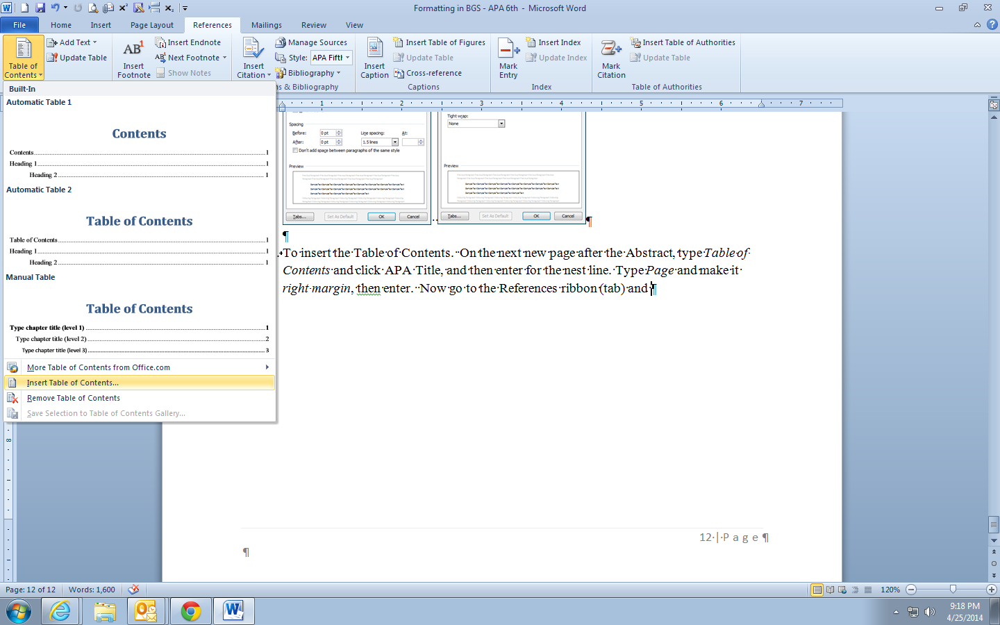 Formatting in BGS - APA 6th - Microsoft Word
File Home Insert Page Layout References Mailings Review View
Table of Contents
Add Text
Update Table
AB1
Insert Footnote
Insert Endnote
Next Footnote
Show Notes
Insert Citation
Manage Sources
Style: APA Fifth
Bibliography
Insert Caption
Insert Table of Figures
Update Table
Cross-reference
Mark Entry
Insert Index
Update Index
Mark Citation
Insert Table of Authorities
Update Table
s & Bibliography Captions Index Table of Authorities
Built-In
Automatic Table 1
Contents
Contents 1
Heading 1 1
Heading 2 1
Automatic Table 2
Table of Contents
Table of Contents 1
Heading 1 1
Heading 2 1
Manual Table
Table of Contents
Type chapter title (level 1) 1
Type chapter title (level 2) 2
Type chapter title (level 3) 3
More Table of Contents from Office.com
Insert Table of Contents...
Remove Table of Contents
Save Selection to Table of Contents Gallery...
1 2 3 4 5 6 7
Spacing
Before: 0 pt Line spacing: At:
After: 0 pt 1.5 lines
Don't add space between paragraphs of the same style
Preview
Tabs... Set As Default OK Cancel
Tight wrap:
None
Preview
Tabs... Set As Default OK Cancel
¶
¶
To insert the Table of Contents. On the next new page after the Abstract, type Table of
Contents and click APA Title, and then enter for the nest line. Type Page and make it
right margin, then enter. Now go to the References ribbon (tab) and ¶
12 | P a g e ¶
¶
8
Page: 12 of 12 Words: 1,600 120%
9:18 PM
4/25/2014